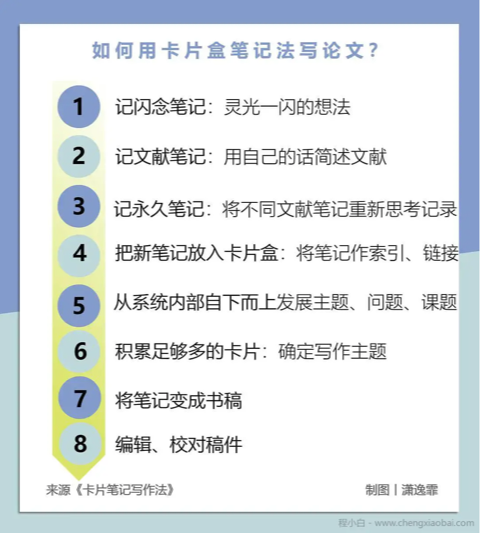 如何用卡片盒笔记法写论文?
1 记闪念笔记：灵光一闪的想法
2 记文献笔记：用自己的话简述文献
3 记永久笔记：将不同文献笔记重新思考记录
4 把新笔记放入卡片盒：将笔记作索引、链接
5 从系统内部自下而上发展主题、问题、课题
6 积累足够多的卡片：确定写作主题
7 将笔记变成书稿
8 编辑、校对稿件
来源《卡片笔记写作法》 制图丨潇逸霏
程小白 - www.chengxiaobai.com